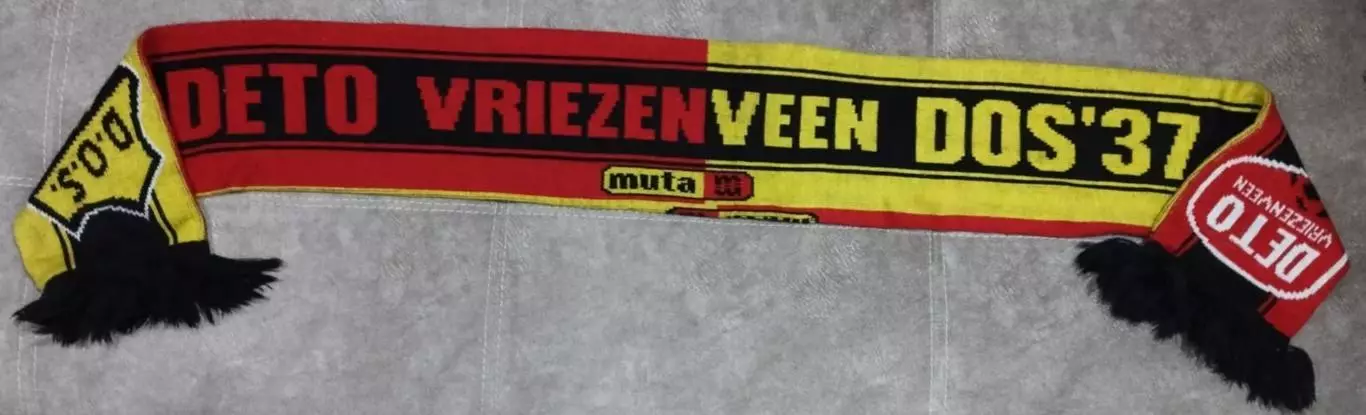 DETO VRIEZENVEEN DOS'37
muta
D.O.S.
DETO
VRIEZENVEEN